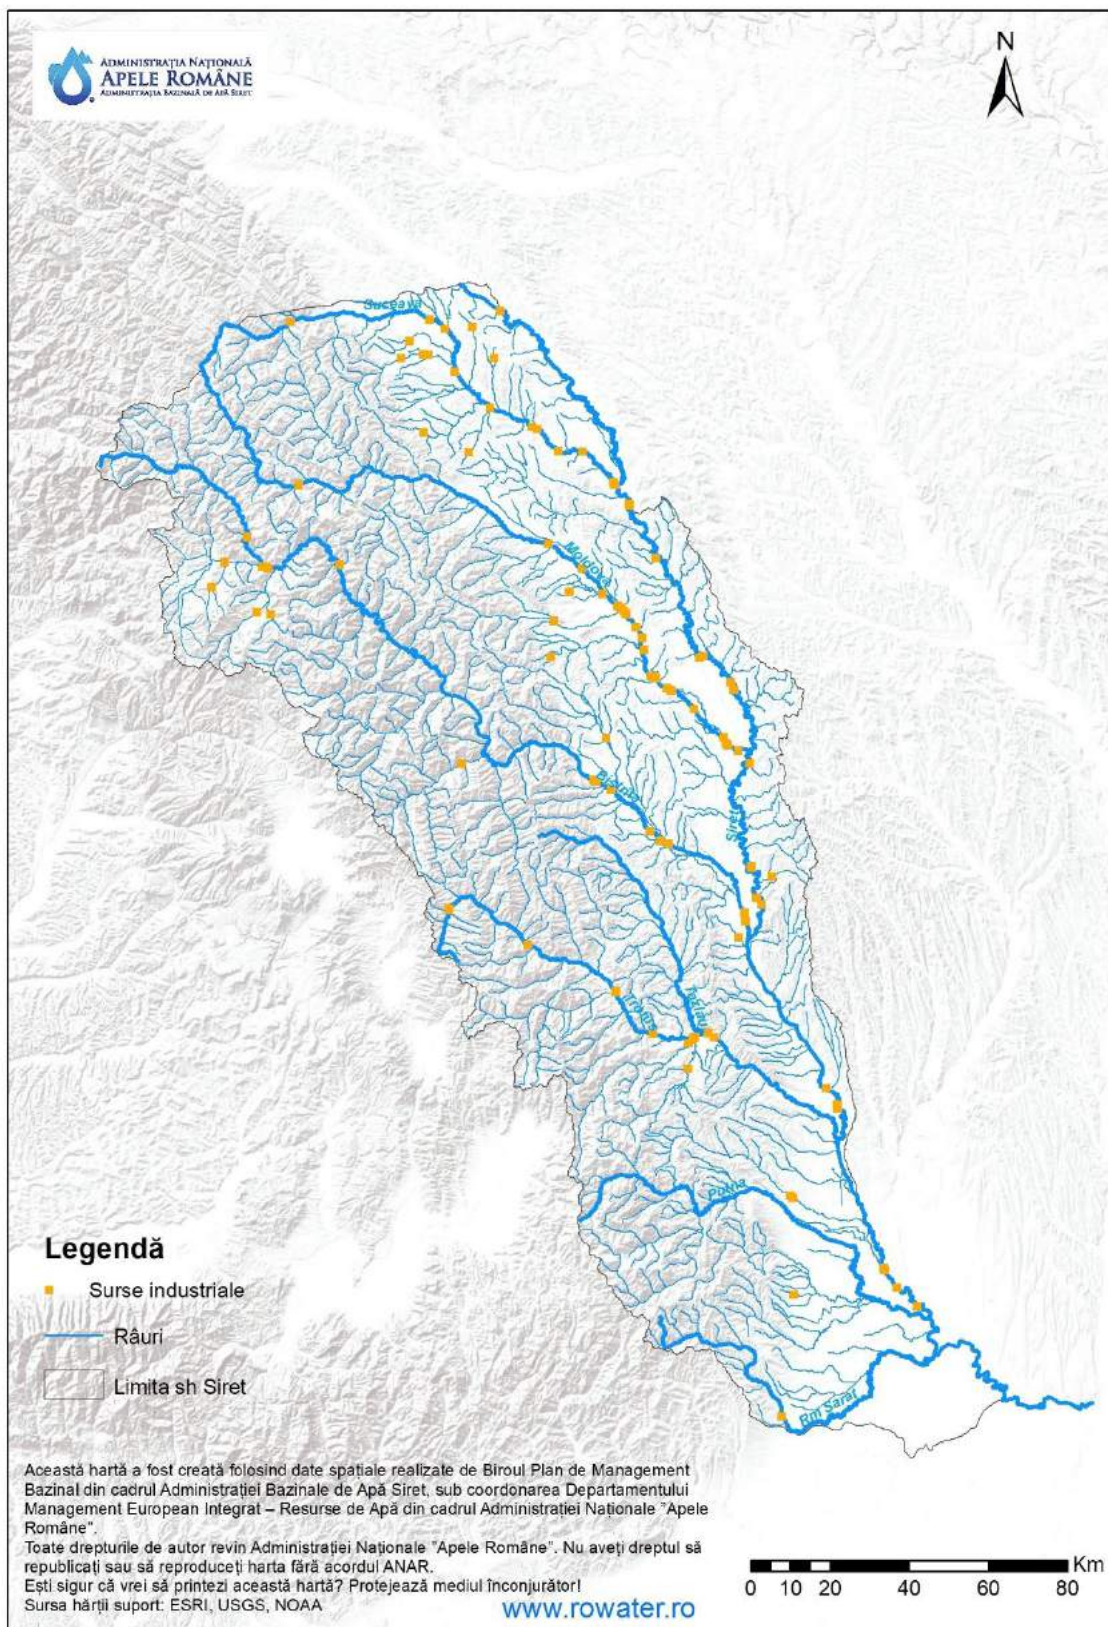 ADMINISTRAȚIA NAȚIONALĂ
APELE ROMÂNE
ADMINISTRAȚIA BAZINALĂ DE APĂ SIRET
N
Suceava
Moldova
Bistrita
Siret
Trotus
Tazlau
Putna
Rm Sarat
Legendă
Surse industriale
Râuri
Limita sh Siret
Această hartă a fost creată folosind date spațiale realizate de Biroul Plan de Management
Bazinal din cadrul Administrației Bazinale de Apă Siret, sub coordonarea Departamentului
Management European Integrat – Resurse de Apă din cadrul Administrației Naționale "Apele
Române".
Toate drepturile de autor revin Administrației Naționale "Apele Române". Nu aveți dreptul să
republicați sau să reproduceți harta fără acordul ANAR.
Ești sigur că vrei să printezi această hartă? Protejează mediul înconjurător!
Sursa hărții suport: ESRI, USGS, NOAA
www.rowater.ro
Km
0 10 20 40 60 80